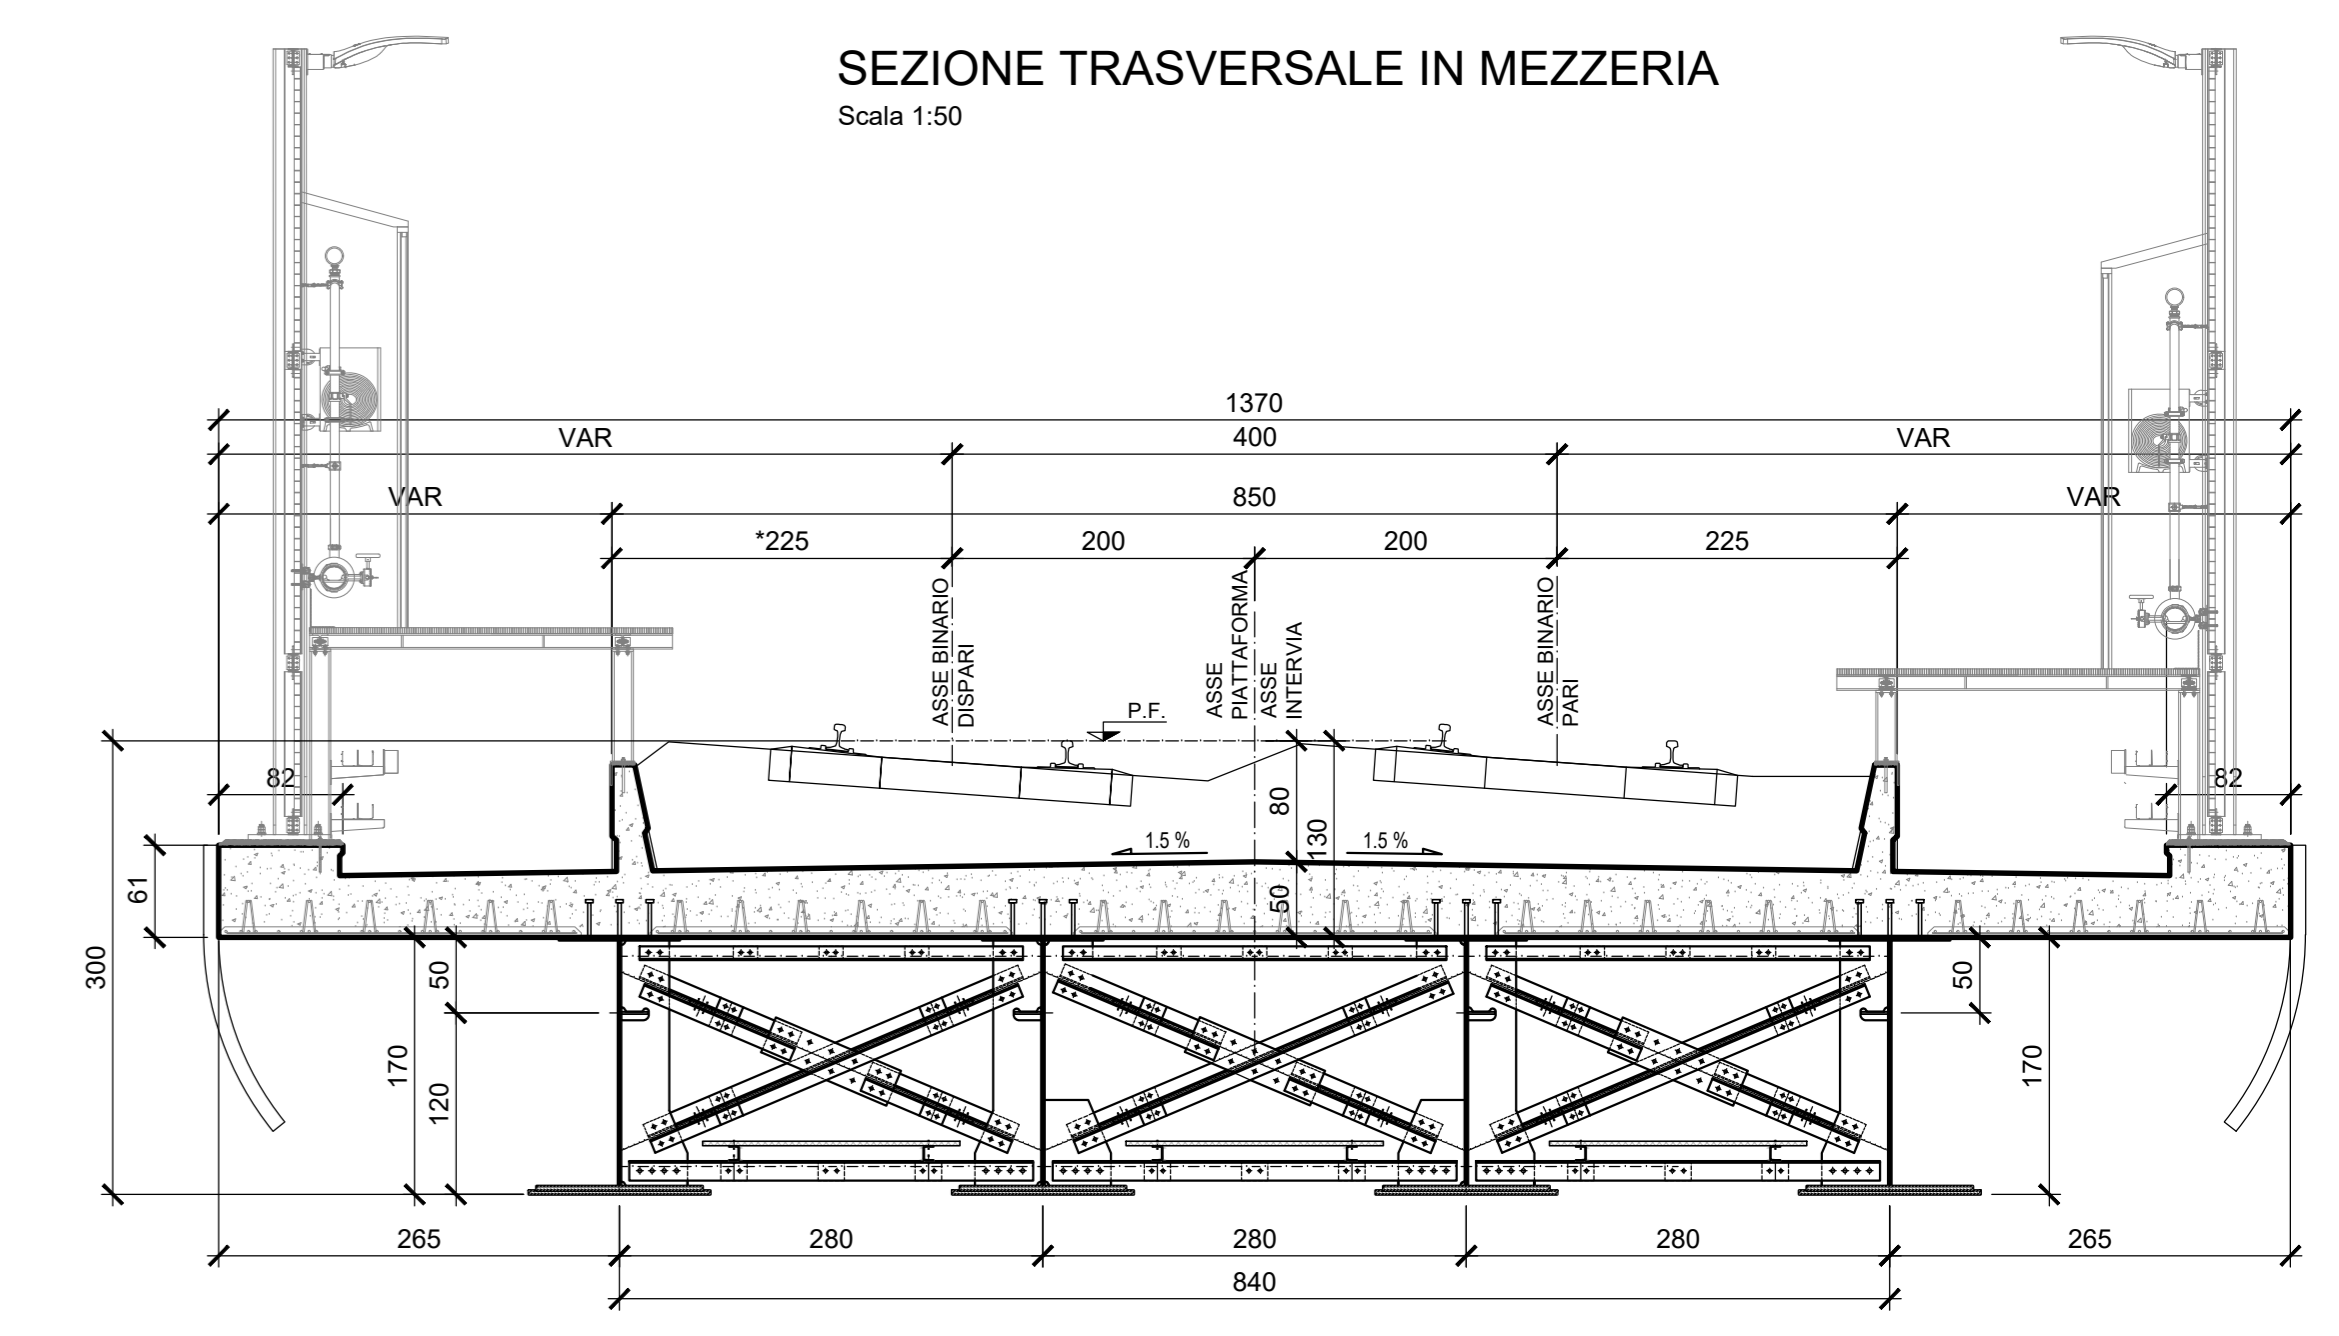 SEZIONE TRASVERSALE IN MEZZERIA
Scala 1:50
1370
VAR
400
VAR
VAR
850
VAR
*225
200
200
225
ASSE BINARIO
DISPARI
ASSE
PIATTAFORMA
ASSE
INTERVIA
ASSE BINARIO
PARI
P.F.
82
82
80
130
1.5 %
1.5 %
61
50
300
50
50
170
120
170
265
280
280
280
265
840